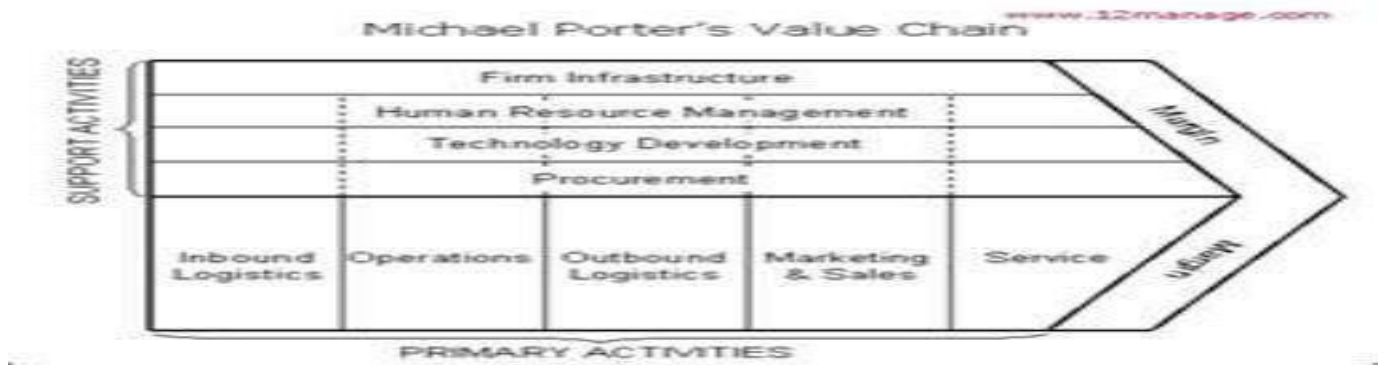 www.12manage.com
Michael Porter's Value Chain
SUPPORT ACTIVITIES
Firm Infrastructure
Human Resource Management
Technology Development
Procurement
Margin
Inbound
Logistics
Operations
Outbound
Logistics
Marketing
& Sales
Service
Margin
PRIMARY ACTIVITIES